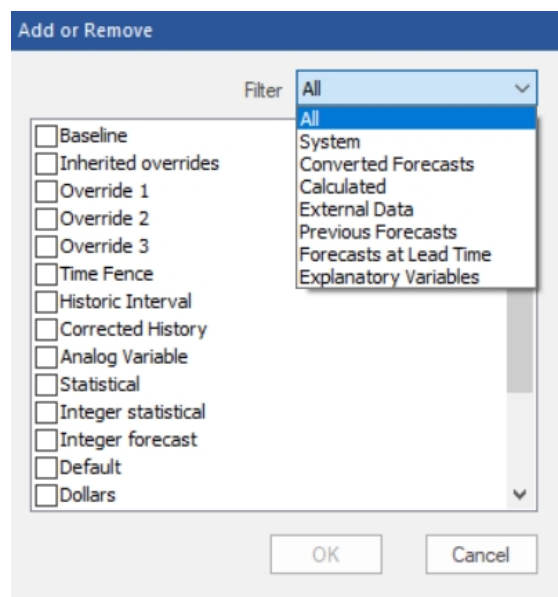 Add or Remove
Filter All
All
System
Converted Forecasts
Calculated
External Data
Previous Forecasts
Forecasts at Lead Time
Explanatory Variables
Baseline
Inherited overrides
Override 1
Override 2
Override 3
Time Fence
Historic Interval
Corrected History
Analog Variable
Statistical
Integer statistical
Integer forecast
Default
Dollars
OK Cancel